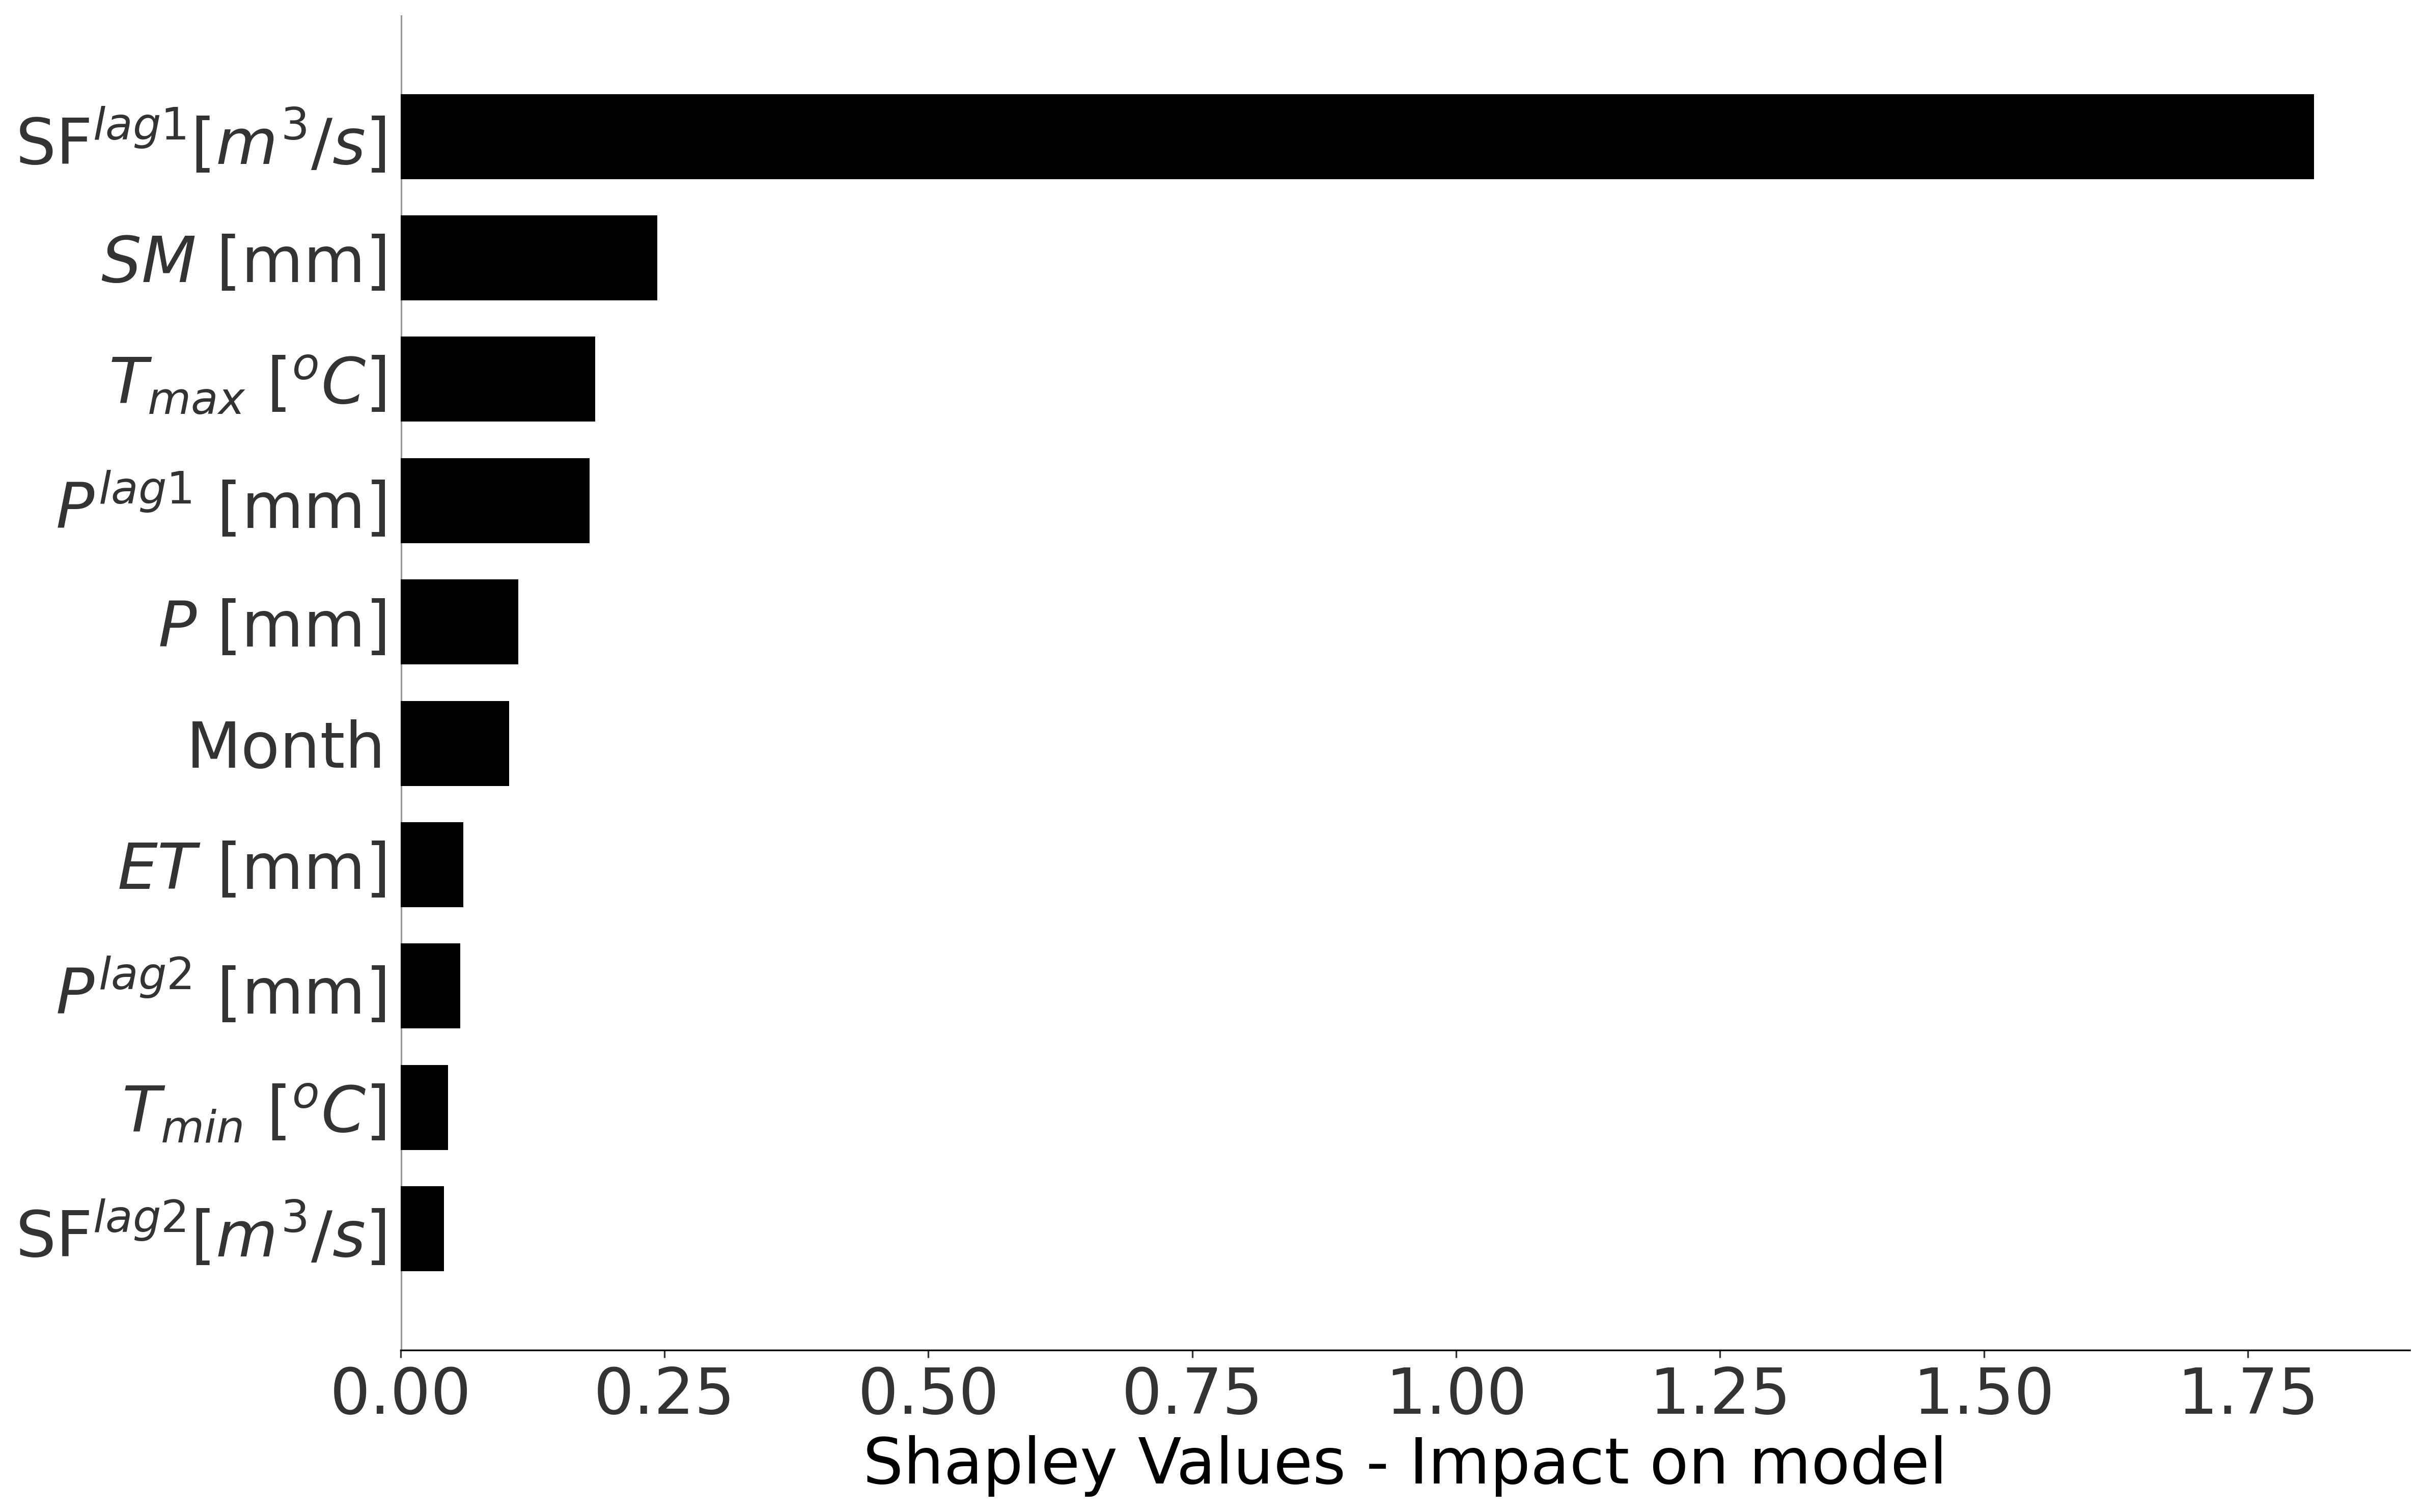 SF^lag1[m^3/s]
SM [mm]
T_max [^oC]
P^lag1 [mm]
P [mm]
Month
ET [mm]
P^lag2 [mm]
T_min [^oC]
SF^lag2[m^3/s]
0.00 0.25 0.50 0.75 1.00 1.25 1.50 1.75
Shapley Values - Impact on model